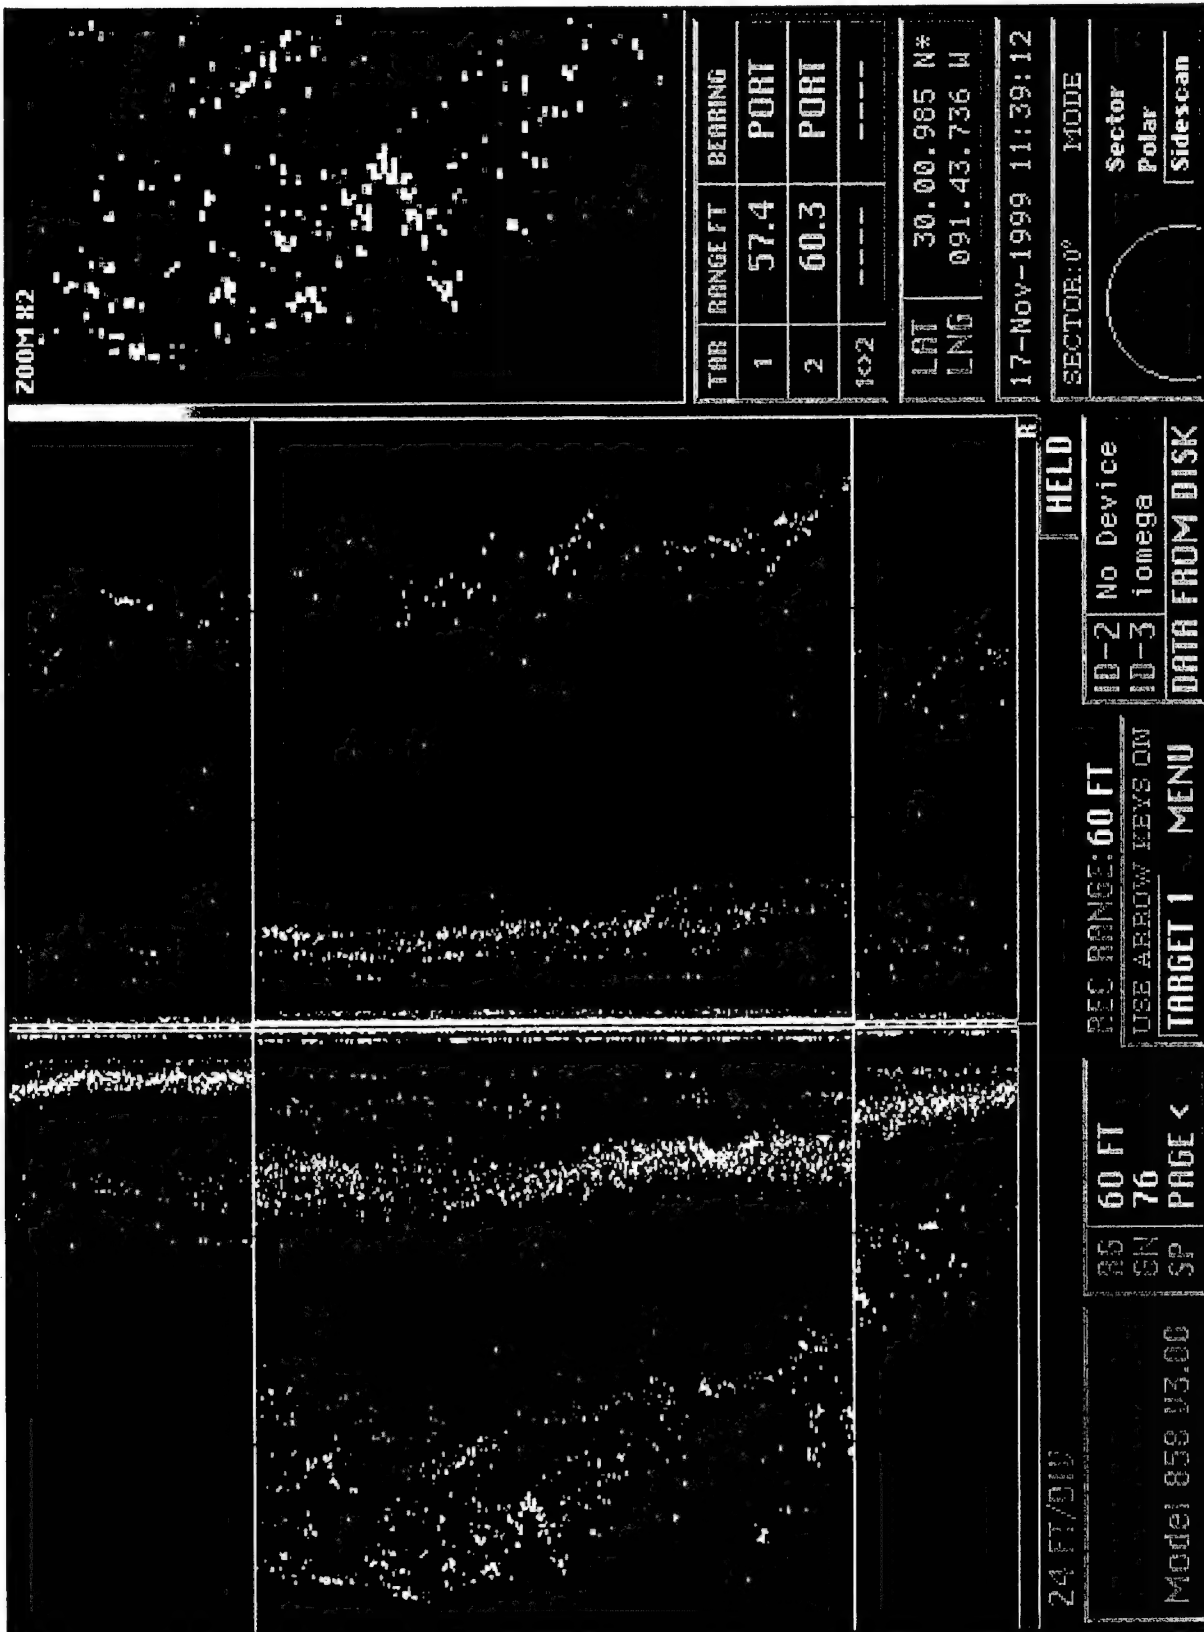 ZOOM X2
TAR RANGE FT BEARING
1 57.4 PORT
2 60.3 PORT
1<>2 ---- ----
LAT 30.00.985 N*
LNG 091.43.736 W
17-Nov-1999 11:39:12
SECTOR:0° MODE
Sector
Polar
Sidescan
R
HELD
24 FT/DIV
REC RANGE:60 FT
USE ARROW KEYS ON
TARGET 1 MENU
ID-2 No Device
ID-3 iomega
DATA FROM DISK
60 FT
GN 76
SP PAGE <
Model 858 V3.00